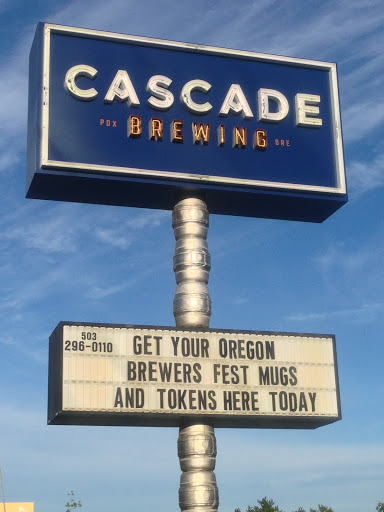 CASCADE
PDX BREWING ORE
503
296-0110
GET YOUR OREGON
BREWERS FEST MUGS
AND TOKENS HERE TODAY